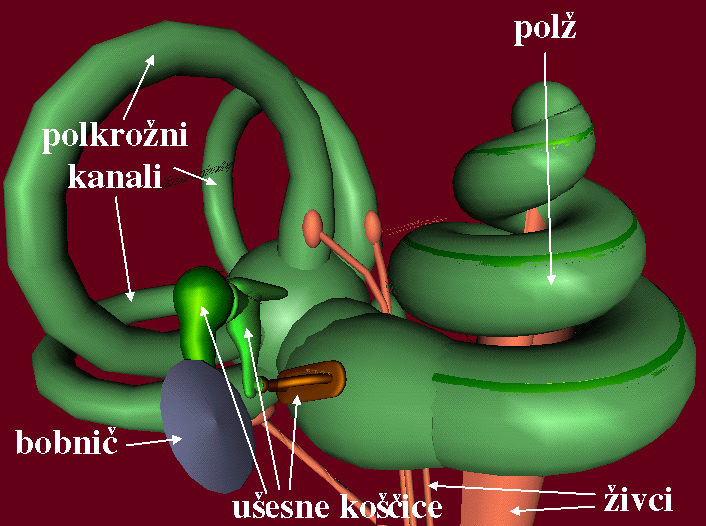 polž
polkrožni
kanali
bobnič
ušesne koščice
živci